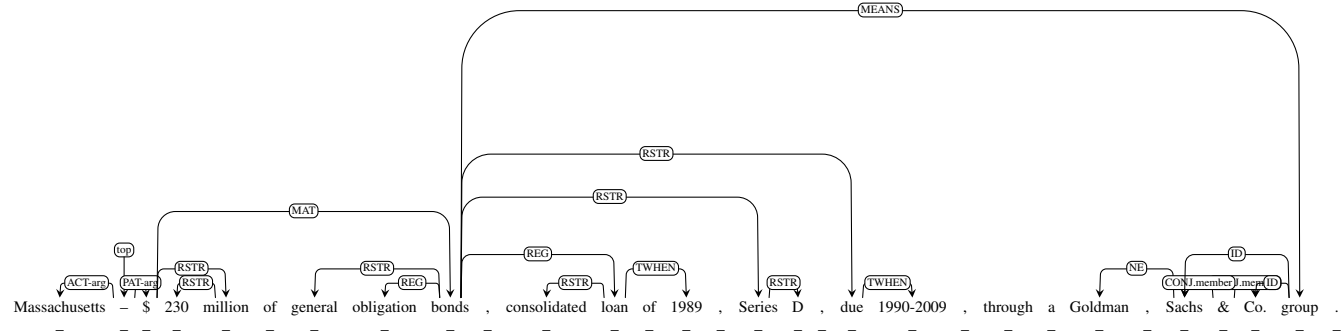 MEANS
RSTR
RSTR
MAT
top
REG
ID
RSTR
RSTR
TWHEN
NE
ACT-arg
PAT-arg
RSTR
REG
RSTR
RSTR
TWHEN
CONJ.member
ID
Massachusetts – $ 230 million of general obligation bonds , consolidated loan of 1989 , Series D , due 1990-2009 , through a Goldman , Sachs & Co. group .